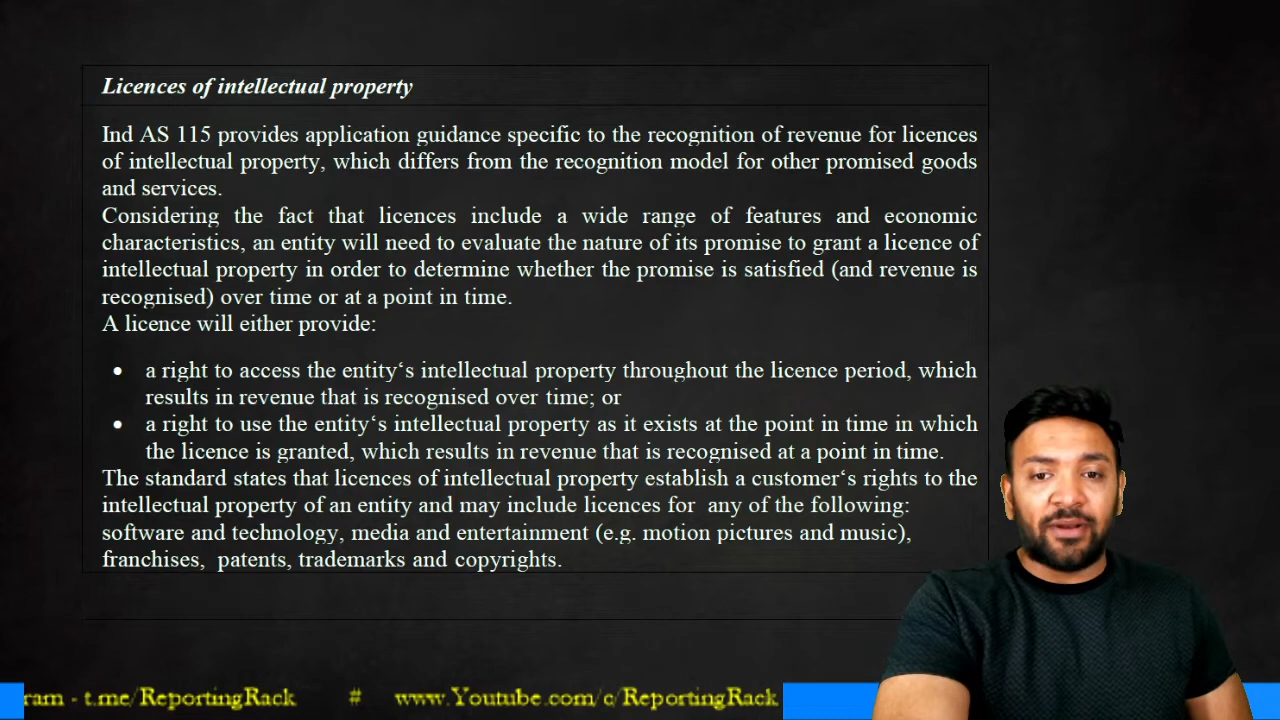 Licences of intellectual property
Ind AS 115 provides application guidance specific to the recognition of revenue for licences
of intellectual property, which differs from the recognition model for other promised goods
and services.
Considering the fact that licences include a wide range of features and economic
characteristics, an entity will need to evaluate the nature of its promise to grant a licence of
intellectual property in order to determine whether the promise is satisfied (and revenue is
recognised) over time or at a point in time.
A licence will either provide:
• a right to access the entity‘s intellectual property throughout the licence period, which
results in revenue that is recognised over time; or
• a right to use the entity‘s intellectual property as it exists at the point in time in which
the licence is granted, which results in revenue that is recognised at a point in time.
The standard states that licences of intellectual property establish a customer‘s rights to the
intellectual property of an entity and may include licences for any of the following:
software and technology, media and entertainment (e.g. motion pictures and music),
franchises, patents, trademarks and copyrights.
ram - t.me/ReportingRack # www.Youtube.com/c/ReportingRack